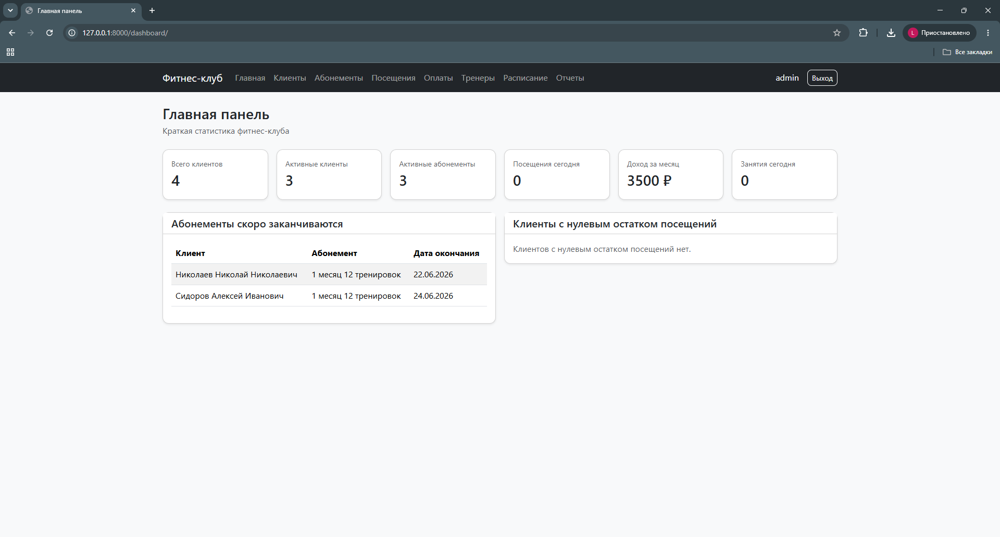 Главная панель
127.0.0.1:8000/dashboard/
L Приостановлено
Все закладки
Фитнес-клуб Главная Клиенты Абонементы Посещения Оплаты Тренеры Расписание Отчеты admin Выход
Главная панель
Краткая статистика фитнес-клуба
Всего клиентов
4
Активные клиенты
3
Активные абонементы
3
Посещения сегодня
0
Доход за месяц
3500 ₽
Занятия сегодня
0
Абонементы скоро заканчиваются
Клиент Абонемент Дата окончания
Николаев Николай Николаевич 1 месяц 12 тренировок 22.06.2026
Сидоров Алексей Иванович 1 месяц 12 тренировок 24.06.2026
Клиенты с нулевым остатком посещений
Клиентов с нулевым остатком посещений нет.